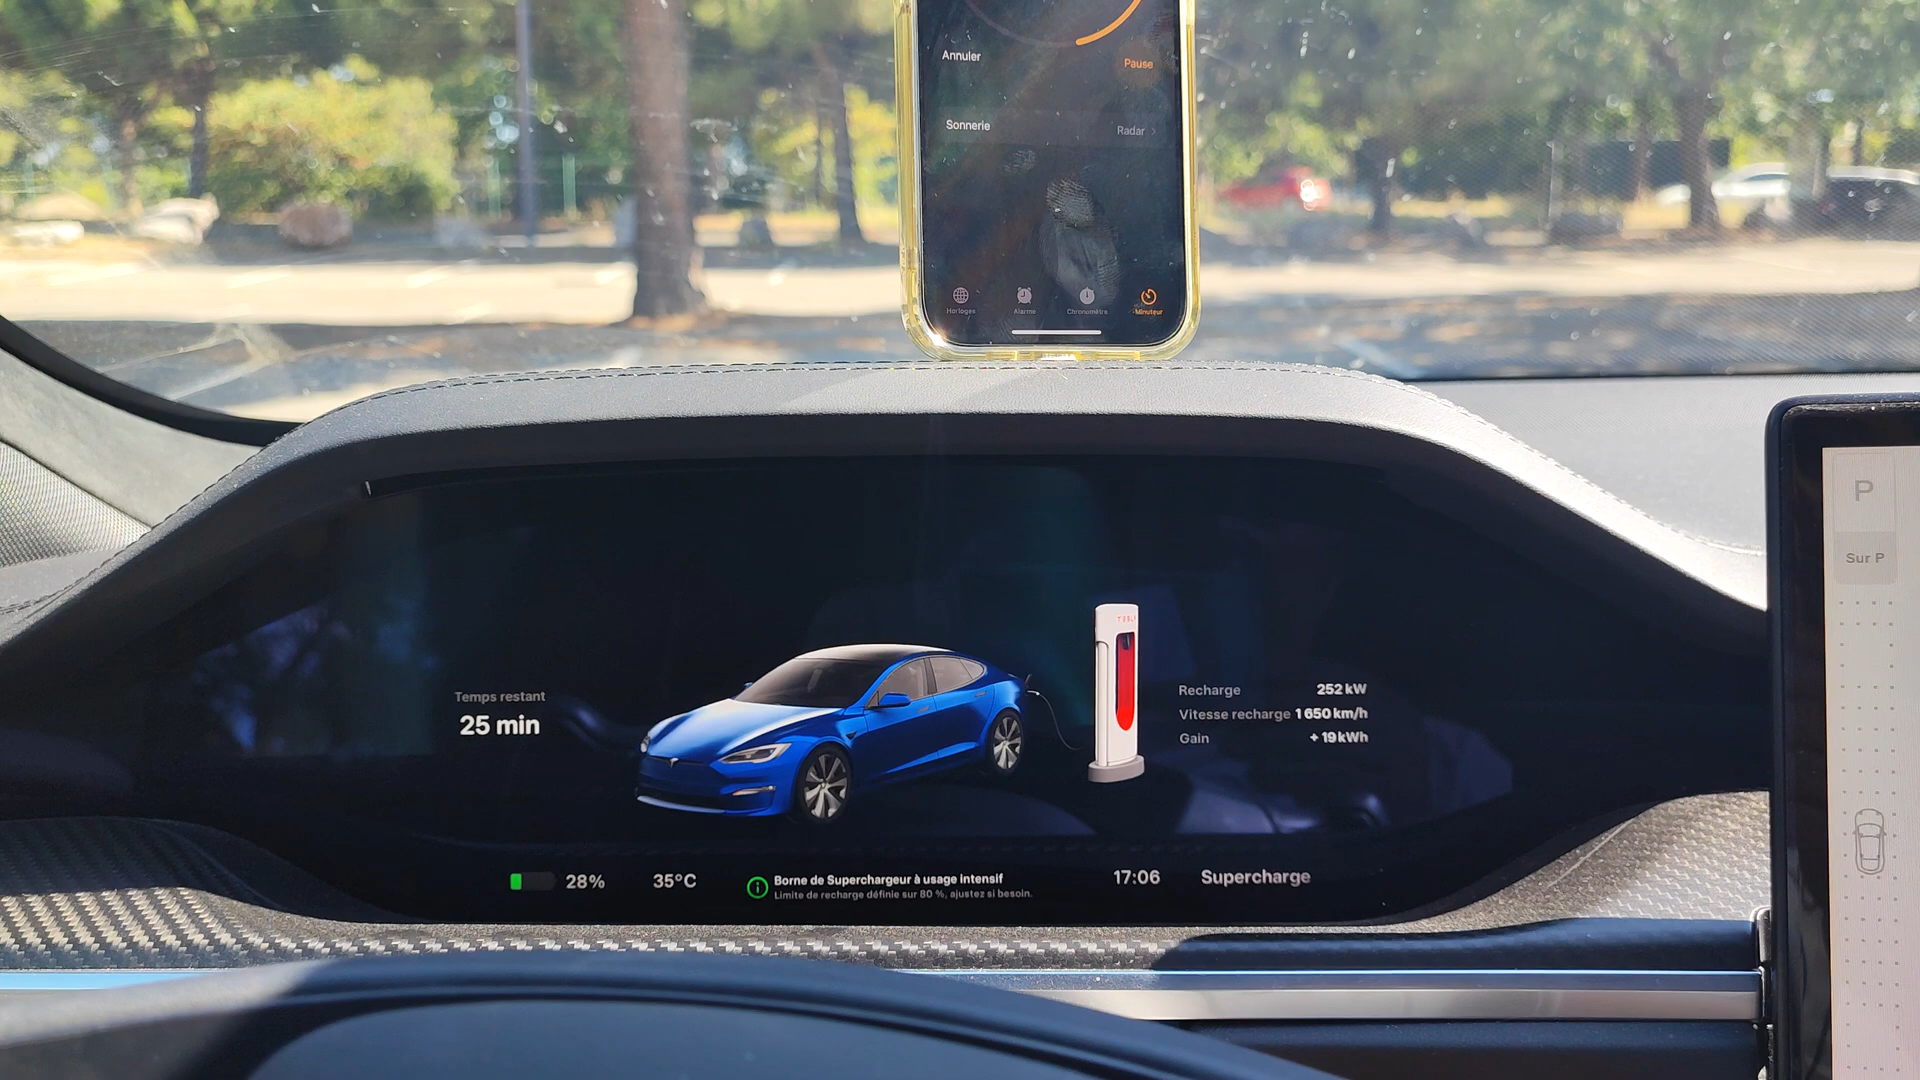 Annuler
Pause
Sonnerie
Radar
Horloges
Alarme
Chronomètre
Minuteur
P
Sur P
TESLA
Temps restant
25 min
Recharge 252 kW
Vitesse recharge 1 650 km/h
Gain + 19 kWh
28%
35°C
Borne de Superchargeur à usage intensif
Limite de recharge définie sur 80 %, ajustez si besoin.
17:06
Supercharge